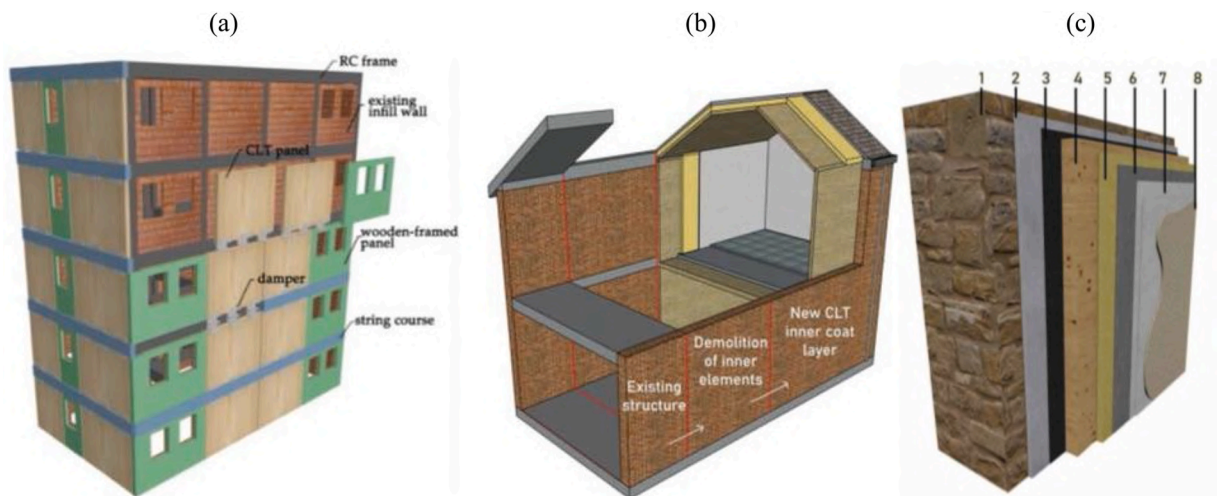 (a)
(b)
(c)
RC frame
existing
infill wall
CLT panel
wooden-framed
panel
damper
string course
New CLT
inner coat
layer
Demolition
of inner
elements
Existing
structure
1 2 3 4 5 6 7 8